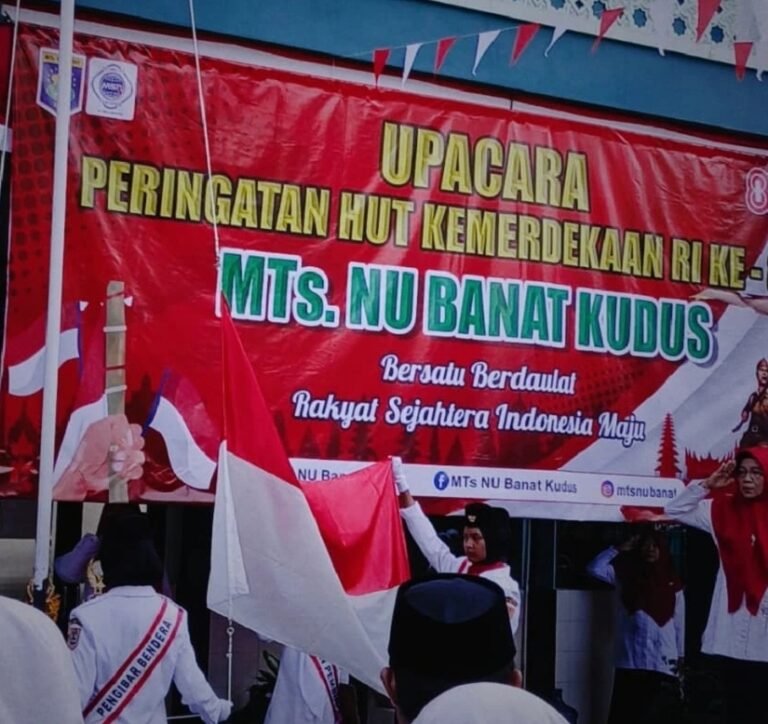 UPACARA
PERINGATAN HUT KEMERDEKAAN RI KE-
MTs. NU BANAT KUDUS
Bersatu Berdaulat
Rakyat Sejahtera Indonesia Maju
NU MTs NU Banat Kudus mtsnubanat
PENGIBAR BENDERA